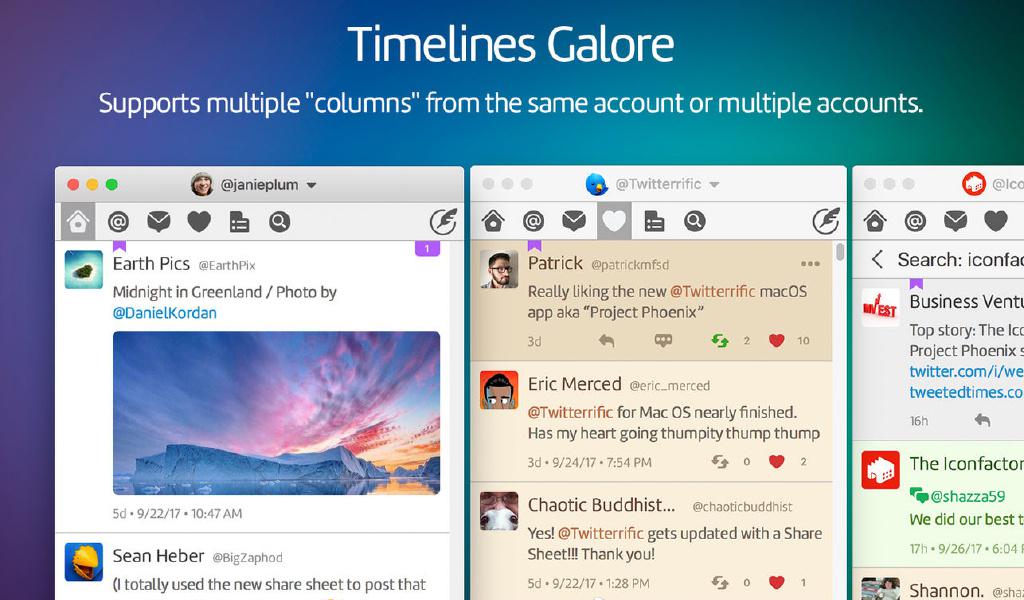 Timelines Galore
Supports multiple "columns" from the same account or multiple accounts.
@janieplum
1
Earth Pics @EarthPix
Midnight in Greenland / Photo by
@DanielKordan
5d • 9/22/17 • 10:47 AM
Sean Heber @BigZaphod
(I totally used the new share sheet to post that
@Twitterrific
Patrick @patrickmfsd
Really liking the new @Twitterrific macOS
app aka “Project Phoenix”
3d 2 10
Eric Merced @eric_merced
@Twitterrific for Mac OS nearly finished.
Has my heart going thumpity thump thump
3d • 9/24/17 • 7:54 PM 0 2
Chaotic Buddhist... @chaoticbuddhist
Yes! @Twitterrific gets updated with a Share
Sheet!!! Thank you!
5d • 9/22/17 • 1:28 PM 0 1
@Ico
Search: iconfac
Business Ventu
Top story: The Ico
Project Phoenix s
twitter.com/i/we
tweetedtimes.co
16h
The Iconfactor
@shazza59
We did our best t
17h • 9/26/17 • 6:04
Shannon. @shaz